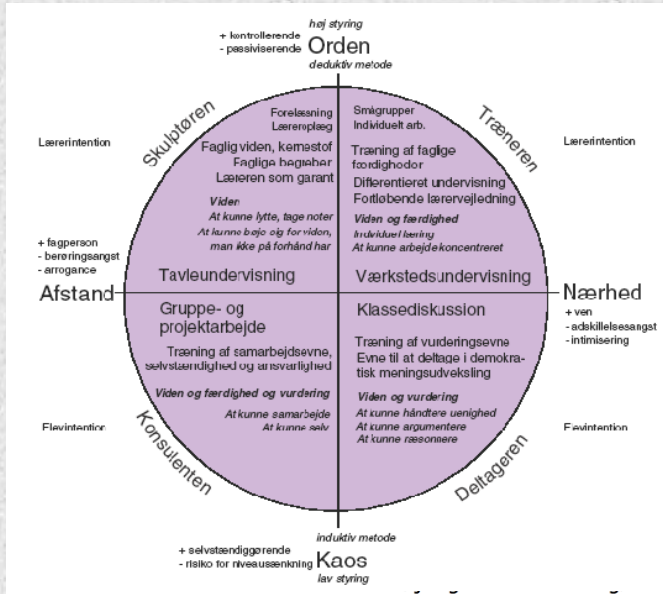 høj styring
+ kontrollerende
- passiviserende
Orden
deduktiv metode
Skulptøren
Træneren
Lærerintention
Lærerintention
Forelæsning
Læreroplæg
Faglig viden, kernestof
Faglige begreber
Læreren som garant
Viden
At kunne lytte, tage noter
At kunne bøje sig for viden,
man ikke på forhånd har
Tavleundervisning
Smågrupper
Individuelt arb.
Træning af faglige
færdigheder
Differentieret undervisning
Fortløbende lærervejledning
Viden og færdighed
Individuel læring
At kunne arbejde koncentreret
Værkstedsundervisning
+ fagperson
- berøringsangst
- arrogance
Afstand
Nærhed
+ ven
- adskillelsesangst
- intimisering
Gruppe- og
projektarbejde
Træning af samarbejdsevne,
selvstændighed og ansvarlighed
Viden og færdighed og vurdering
At kunne samarbejde
At kunne selv
Klassediskussion
Træning af vurderingsevne
Evne til at deltage i demokra-
tisk meningsudveksling
Viden og vurdering
At kunne håndtere uenighed
At kunne argumentere
At kunne ræsonnere
Elevintention
Elevintention
Konsulenten
Deltageren
induktiv metode
+ selvstændiggørende
- risiko for niveausænkning
Kaos
lav styring